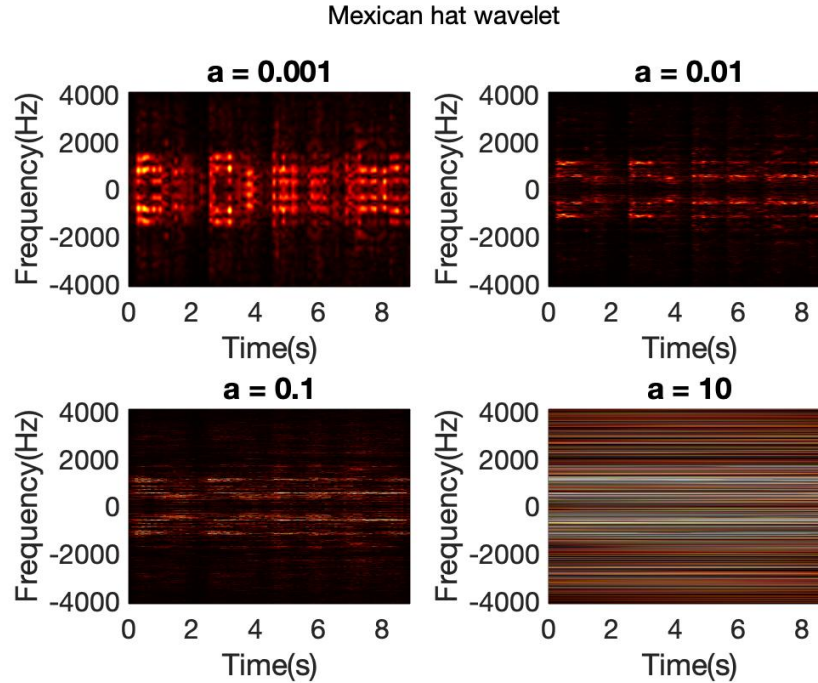 Mexican hat wavelet
a = 0.001
Frequency(Hz)
4000
2000
0
-2000
-4000
0 2 4 6 8
Time(s)
a = 0.01
Frequency(Hz)
4000
2000
0
-2000
-4000
0 2 4 6 8
Time(s)
a = 0.1
Frequency(Hz)
4000
2000
0
-2000
-4000
0 2 4 6 8
Time(s)
a = 10
Frequency(Hz)
4000
2000
0
-2000
-4000
0 2 4 6 8
Time(s)